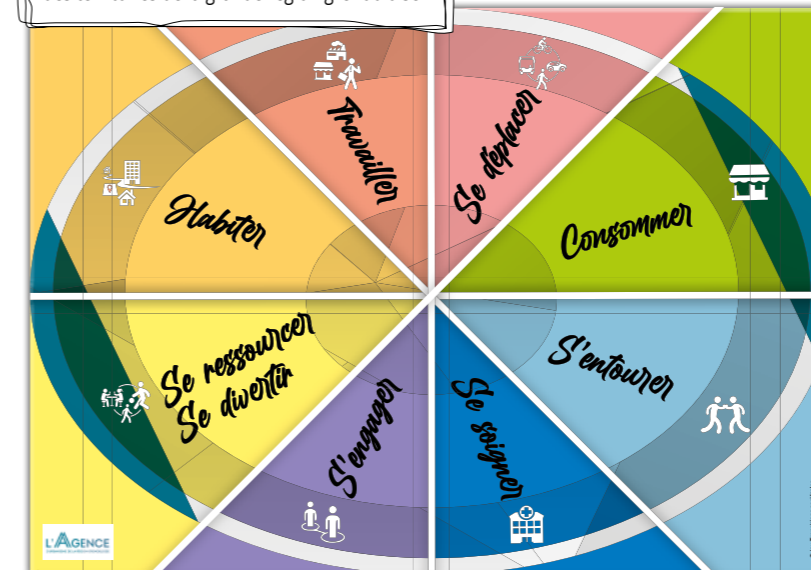 Travailler
Se déplacer
Habiter
Consommer
Se ressourcer
Se divertir
S'entourer
S'engager
Se soigner
L'AGENCE